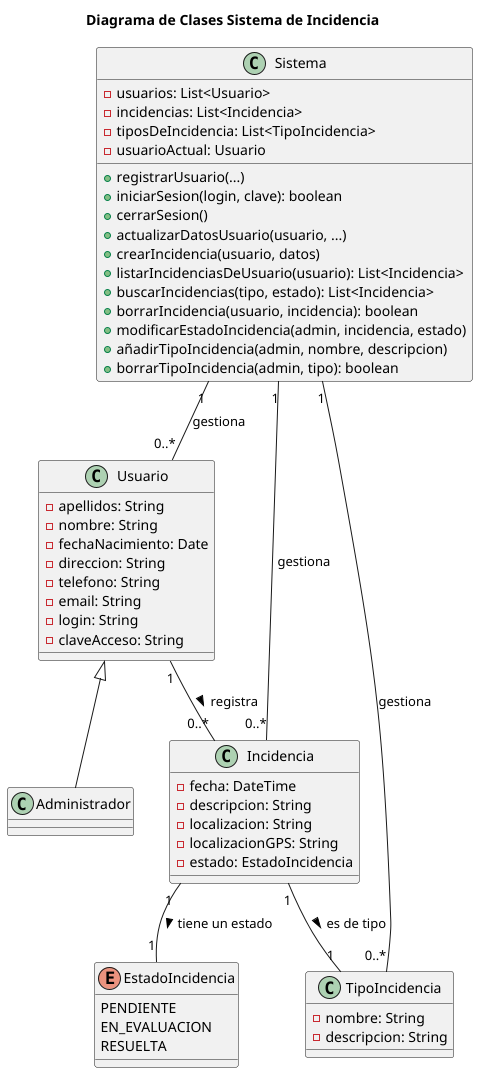 Diagrama de Clases Sistema de Incidencia
C Sistema
usuarios: List<Usuario>
incidencias: List<Incidencia>
tiposDeIncidencia: List<TipoIncidencia>
usuarioActual: Usuario
registrarUsuario(...)
iniciarSesion(login, clave): boolean
cerrarSesion()
actualizarDatosUsuario(usuario, ...)
crearIncidencia(usuario, datos)
listarIncidenciasDeUsuario(usuario): List<Incidencia>
buscarIncidencias(tipo, estado): List<Incidencia>
borrarIncidencia(usuario, incidencia): boolean
modificarEstadoIncidencia(admin, incidencia, estado)
añadirTipoIncidencia(admin, nombre, descripcion)
borrarTipoIncidencia(admin, tipo): boolean
1 1 1
gestiona
0..*
C Usuario
apellidos: String
nombre: String
fechaNacimiento: Date
direccion: String
telefono: String
email: String
login: String
claveAcceso: String
gestiona
1
registra
gestiona
0..* 0..*
C Administrador
C Incidencia
fecha: DateTime
descripcion: String
localizacion: String
localizacionGPS: String
estado: EstadoIncidencia
1 1
tiene un estado
es de tipo
1 1 0..*
E EstadoIncidencia
PENDIENTE
EN_EVALUACION
RESUELTA
C TipoIncidencia
nombre: String
descripcion: String